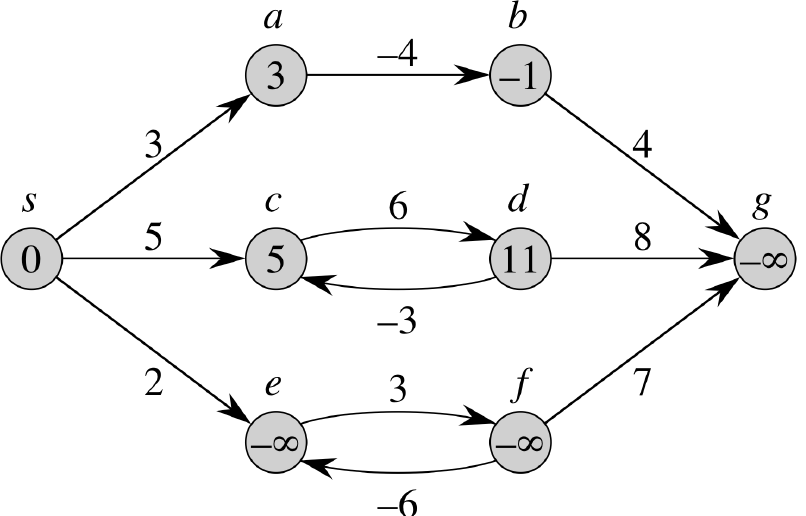 a b
3 –4 –1
3 4
s c 6 d g
0 5 5 11 8 –∞
–3
2 e 3 f 7
–∞ –∞
–6